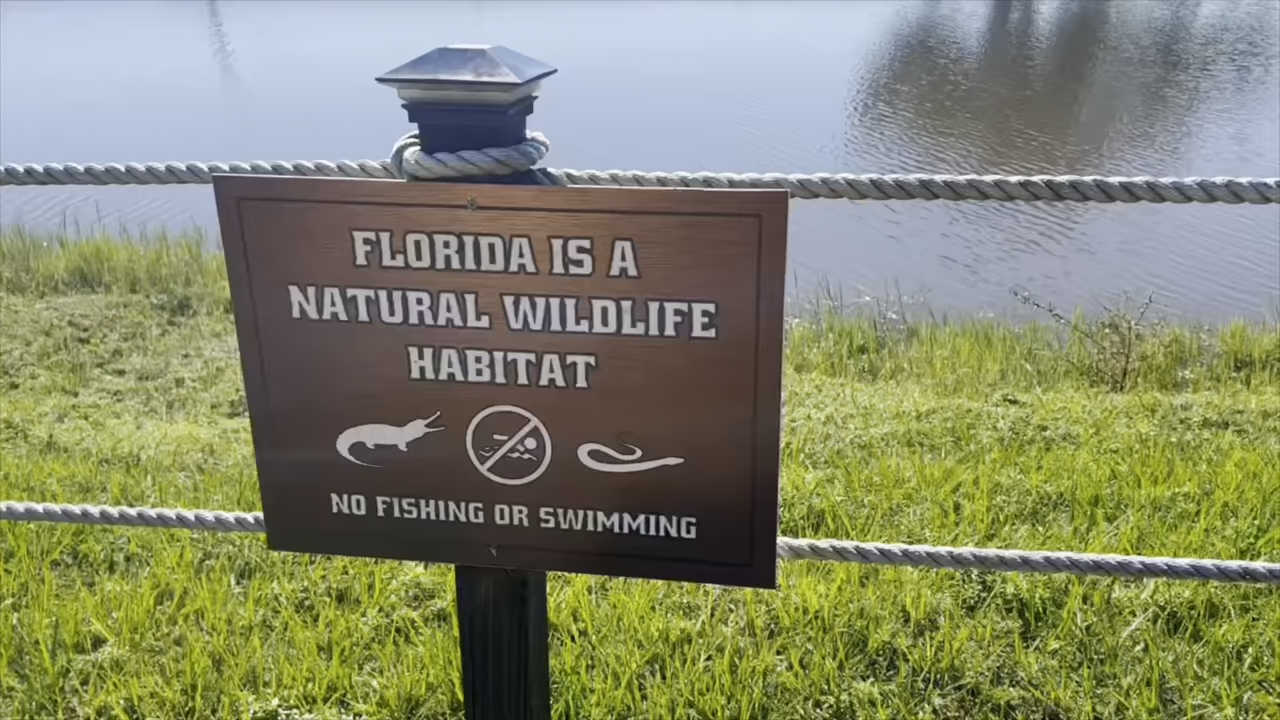 FLORIDA IS A
NATURAL WILDLIFE
HABITAT
NO FISHING OR SWIMMING